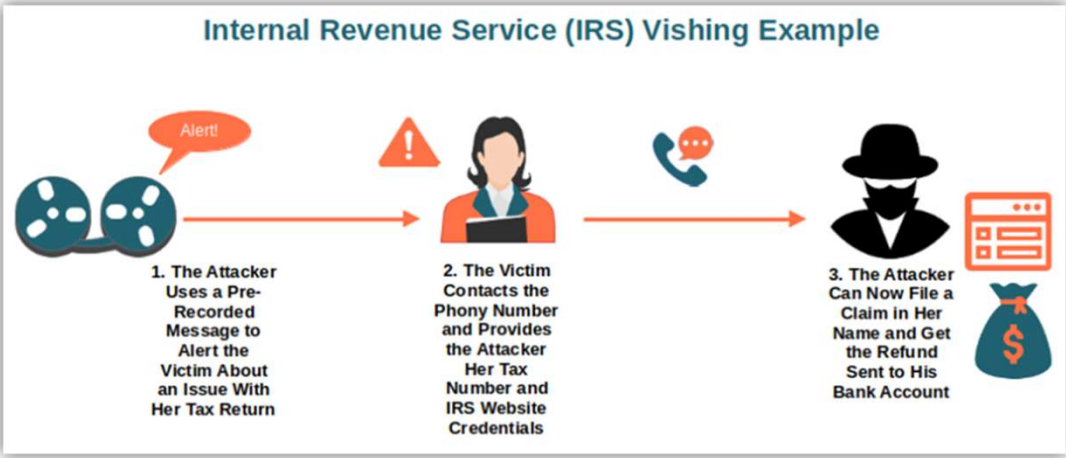 Internal Revenue Service (IRS) Vishing Example
Alert!
1. The Attacker
Uses a Pre-
Recorded
Message to
Alert the
Victim About
an Issue With
Her Tax Return
2. The Victim
Contacts the
Phony Number
and Provides
the Attacker
Her Tax
Number and
IRS Website
Credentials
3. The Attacker
Can Now File a
Claim in Her
Name and Get
the Refund
Sent to His
Bank Account